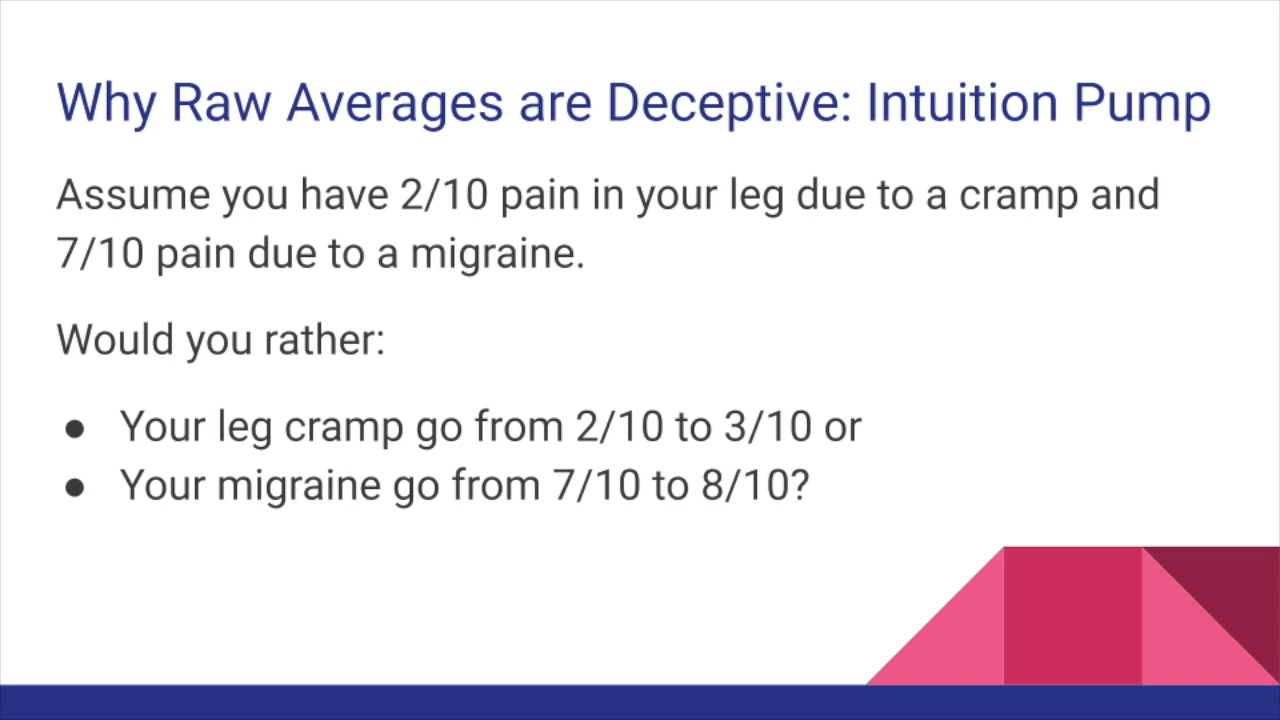 Why Raw Averages are Deceptive: Intuition Pump
Assume you have 2/10 pain in your leg due to a cramp and
7/10 pain due to a migraine.
Would you rather:
● Your leg cramp go from 2/10 to 3/10 or
● Your migraine go from 7/10 to 8/10?